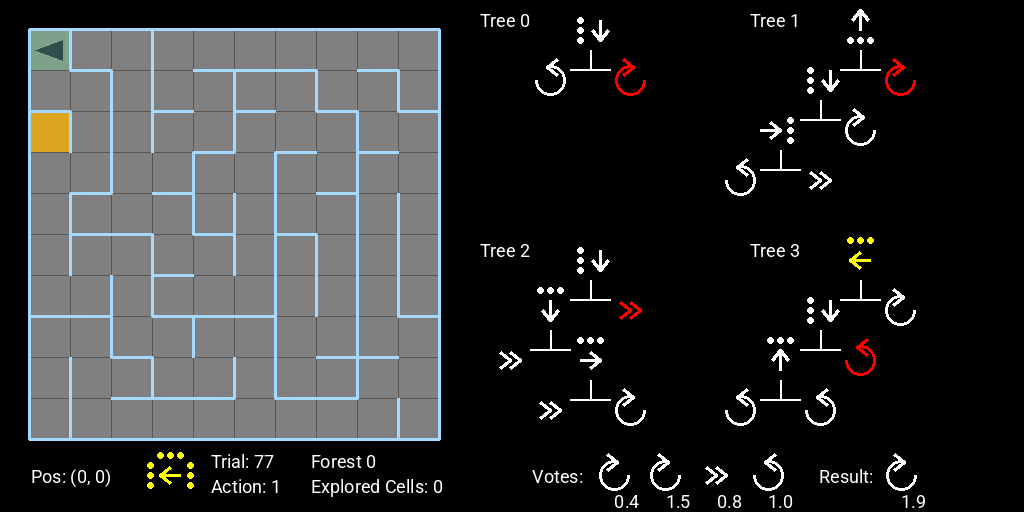 Tree 0
Tree 1
Tree 2
Tree 3
Pos: (0, 0)
Trial: 77
Forest 0
Action: 1
Explored Cells: 0
Votes:
0.4
1.5
0.8
1.0
Result:
1.9